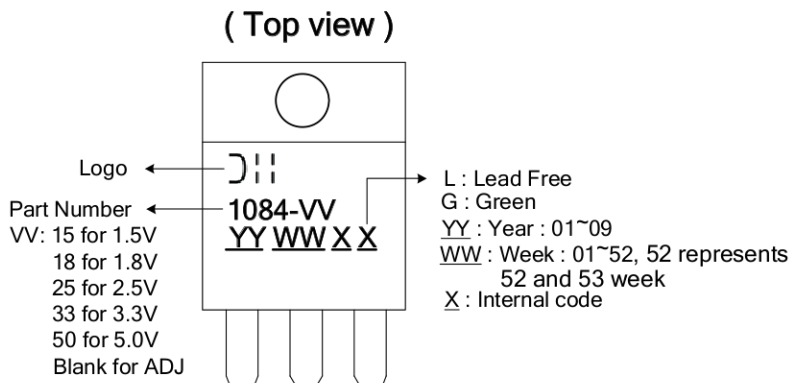 ( Top view )
Logo
Part Number
VV: 15 for 1.5V
18 for 1.8V
25 for 2.5V
33 for 3.3V
50 for 5.0V
Blank for ADJ
1084-VV
YY WW X X
L : Lead Free
G : Green
YY : Year : 01~09
WW : Week : 01~52, 52 represents
52 and 53 week
X : Internal code